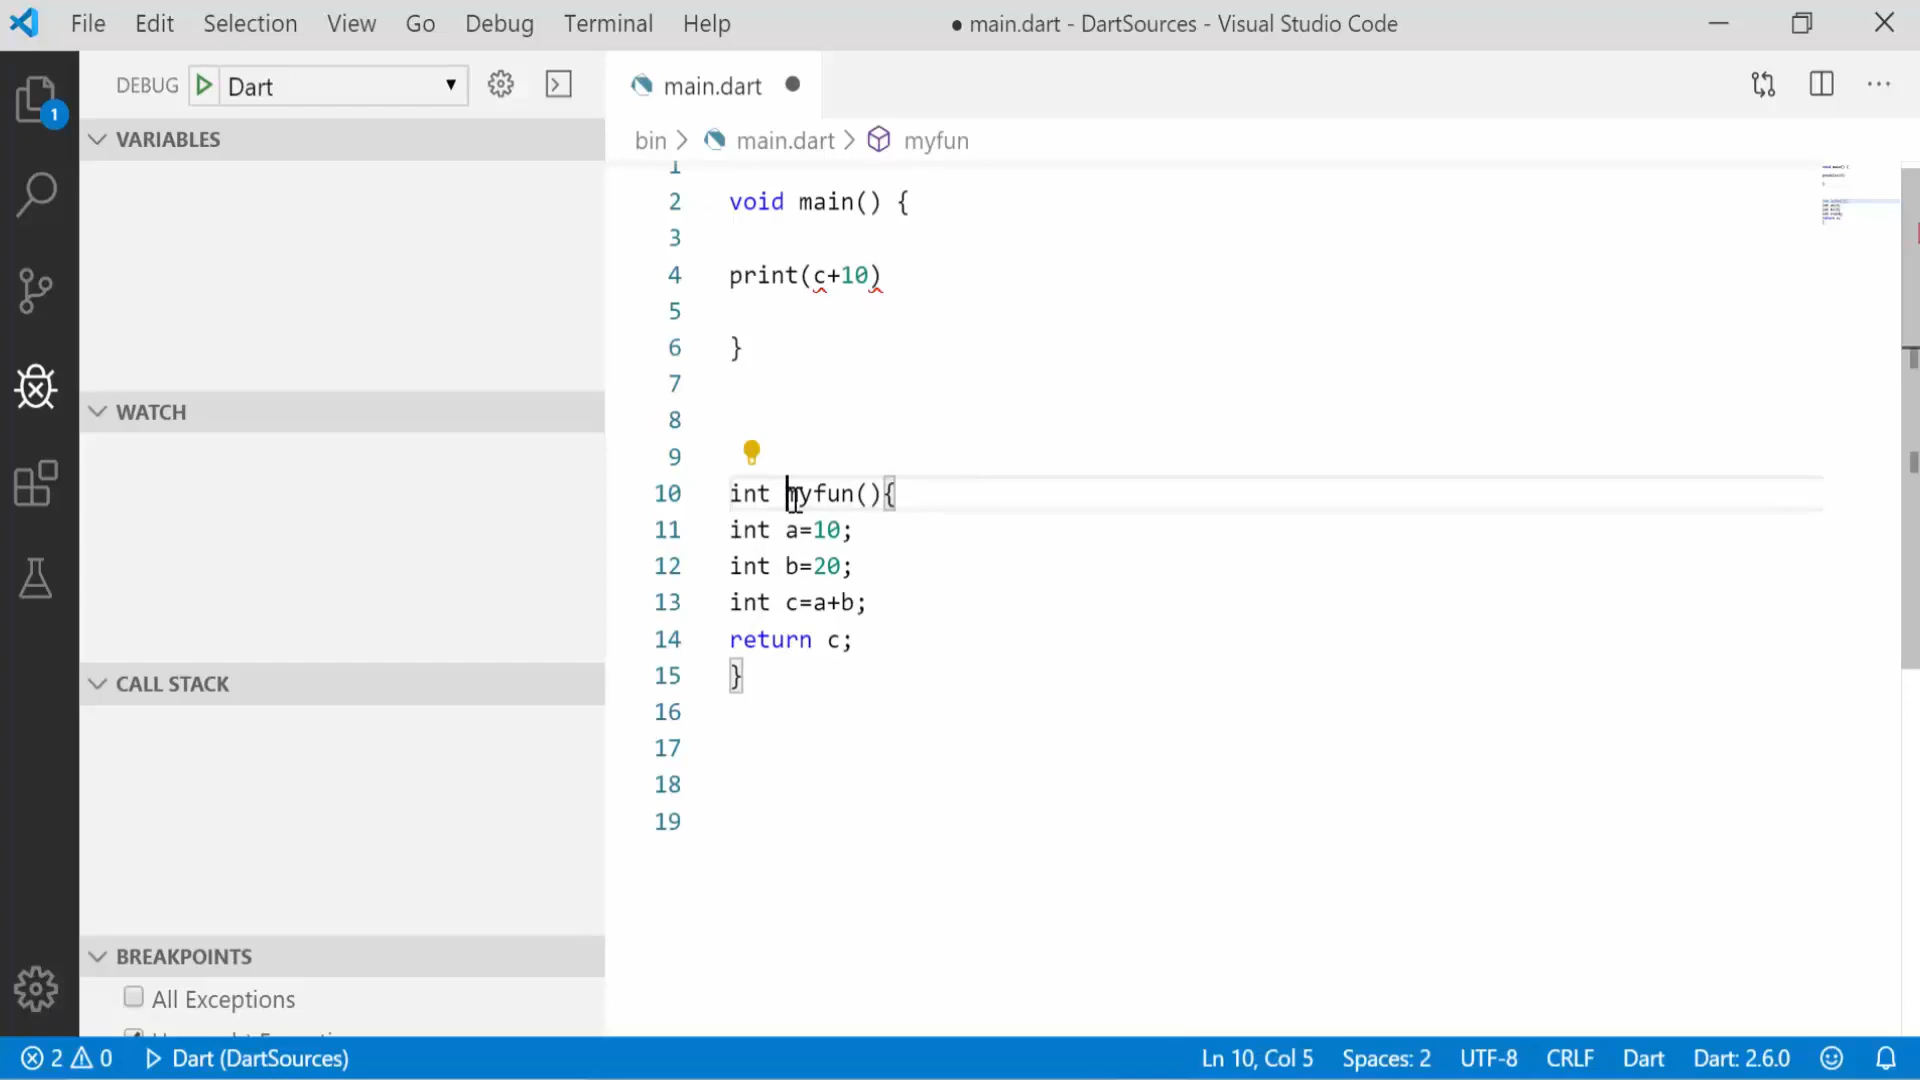 File Edit Selection View Go Debug Terminal Help ● main.dart - DartSources - Visual Studio Code
DEBUG Dart
main.dart
1
VARIABLES
bin > main.dart > myfun
1
2 void main() {
3
4 print(c+10)
5
6 }
7
8
WATCH
9
10 int myfun(){
11 int a=10;
12 int b=20;
13 int c=a+b;
14 return c;
15 }
CALL STACK
16
17
18
19
BREAKPOINTS
All Exceptions
2 0 Dart (DartSources) Ln 10, Col 5 Spaces: 2 UTF-8 CRLF Dart Dart: 2.6.0